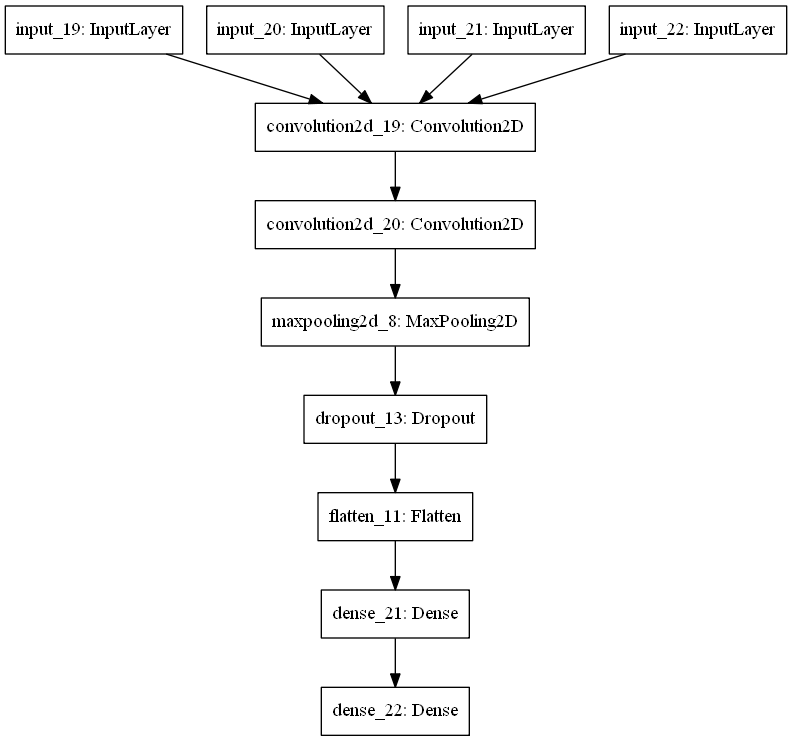 input_19: InputLayer
input_20: InputLayer
input_21: InputLayer
input_22: InputLayer
convolution2d_19: Convolution2D
convolution2d_20: Convolution2D
maxpooling2d_8: MaxPooling2D
dropout_13: Dropout
flatten_11: Flatten
dense_21: Dense
dense_22: Dense